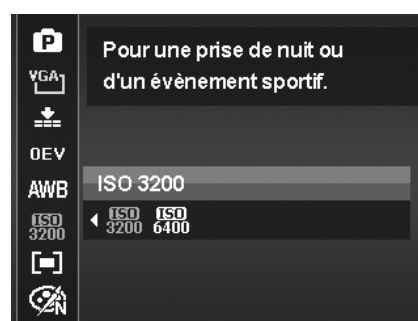 P
Pour une prise de nuit ou
d'un évènement sportif.
VGA
0EV
AWB
ISO 3200
ISO
3200
ISO
3200
ISO
6400
N